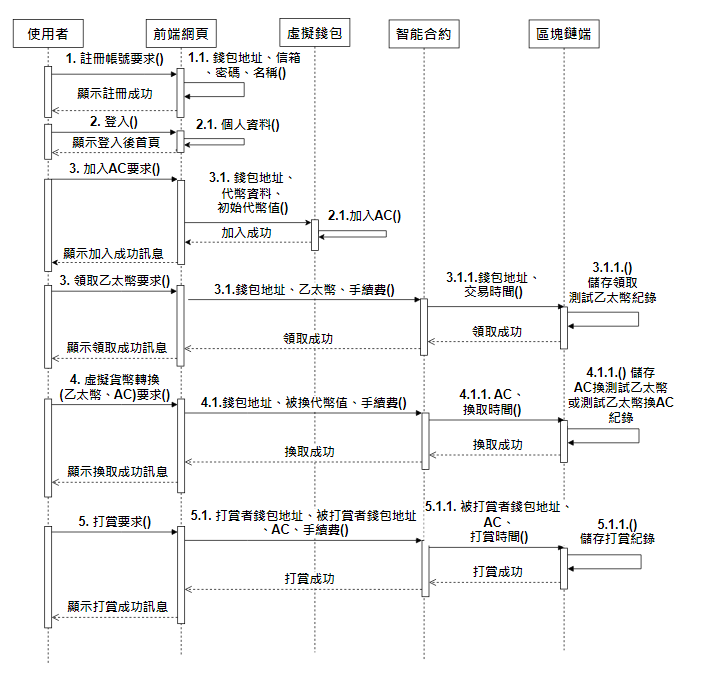 使用者
前端網頁
虛擬錢包
智能合約
區塊鏈端
1. 註冊帳號要求()
1.1. 錢包地址、信箱
、密碼、名稱()
顯示註冊成功
2. 登入()
2.1. 個人資料()
顯示登入後首頁
3. 加入AC要求()
3.1. 錢包地址、
代幣資料、
初始代幣值()
2.1.加入AC()
加入成功
顯示加入成功訊息
3. 領取乙太幣要求()
3.1.錢包地址、乙太幣、手續費()
3.1.1.錢包地址、
交易時間()
3.1.1.()
儲存領取
測試乙太幣紀錄
領取成功
領取成功
顯示領取成功訊息
4. 虛擬貨幣轉換
(乙太幣、AC)要求()
4.1.錢包地址、被換代幣值、手續費()
4.1.1. AC、
換取時間()
4.1.1.() 儲存
AC換測試乙太幣
或測試乙太幣換AC
紀錄
換取成功
換取成功
顯示換取成功訊息
5. 打賞要求()
5.1. 打賞者錢包地址、被打賞者錢包地址
、AC、手續費()
5.1.1. 被打賞者錢包地址、
AC、
打賞時間()
5.1.1.()
儲存打賞紀錄
打賞成功
打賞成功
顯示打賞成功訊息